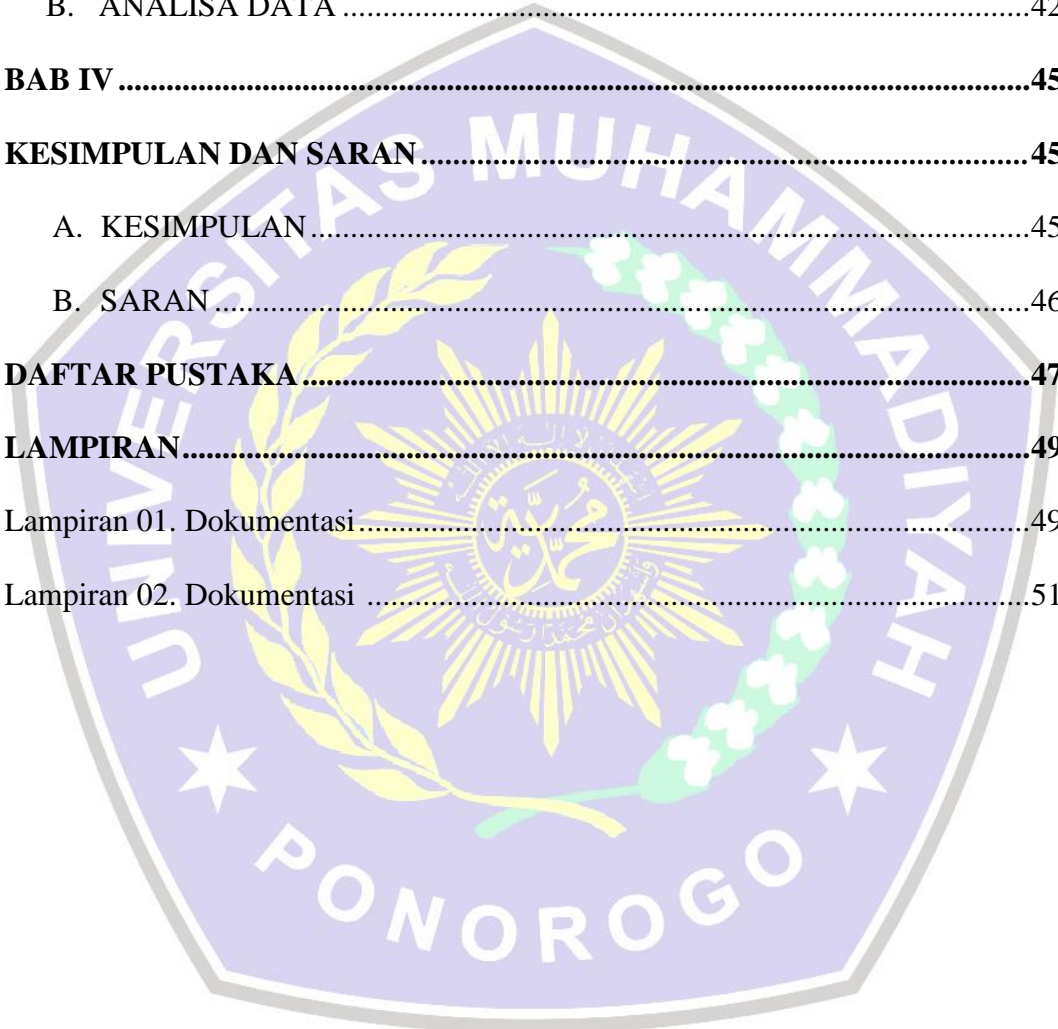 B. ANALISA DATA ........................................................................................42
BAB IV ....................................................................................................................45
KESIMPULAN DAN SARAN ..............................................................................45
A. KESIMPULAN ............................................................................................45
B. SARAN ........................................................................................................46
DAFTAR PUSTAKA .............................................................................................47
LAMPIRAN ............................................................................................................49
Lampiran 01. Dokumentasi .....................................................................................49
Lampiran 02. Dokumentasi .....................................................................................51
UNIVERSITAS MUHAMMADIYAH
محمدية
PONOROGO